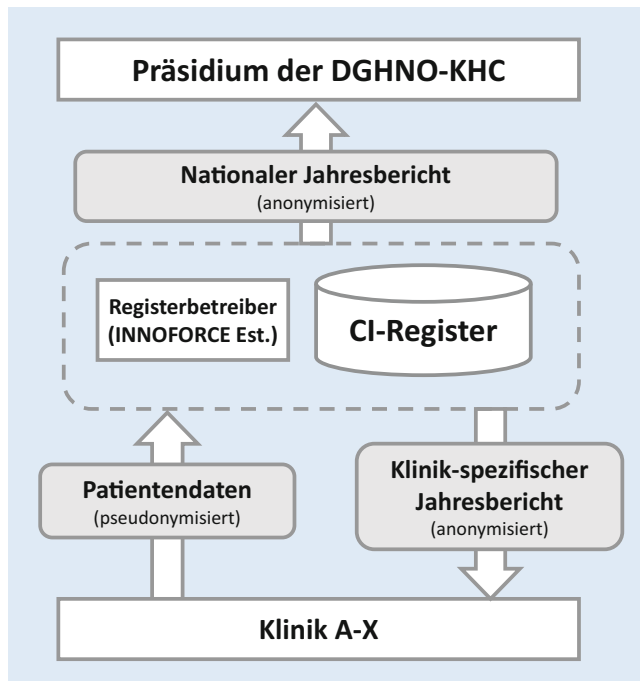 Präsidium der DGHNO-KHC
Nationaler Jahresbericht
(anonymisiert)
Registerbetreiber
(INNOFORCE Est.)
CI-Register
Patientendaten
(pseudonymisiert)
Klinik-spezifischer
Jahresbericht
(anonymisiert)
Klinik A-X